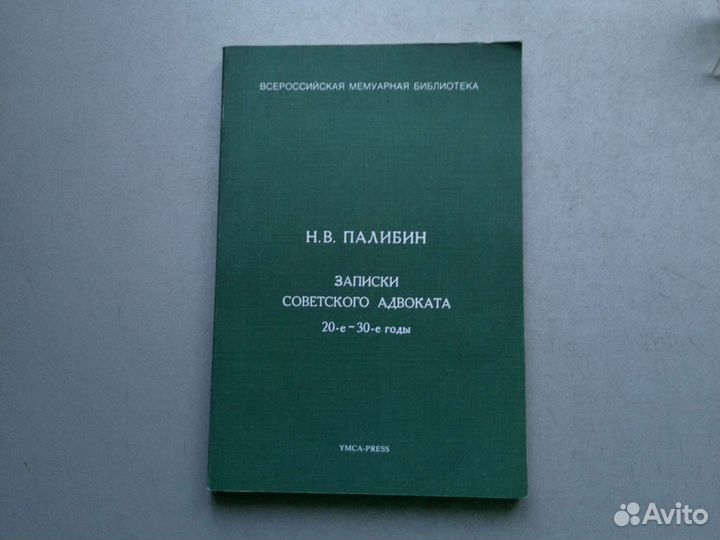 ВСЕРОССИЙСКАЯ МЕМУАРНАЯ БИБЛИОТЕКА
Н.В. ПАЛИБИН
ЗАПИСКИ
СОВЕТСКОГО АДВОКАТА
20-е-30-е годы
YMCA-PRESS
Avito